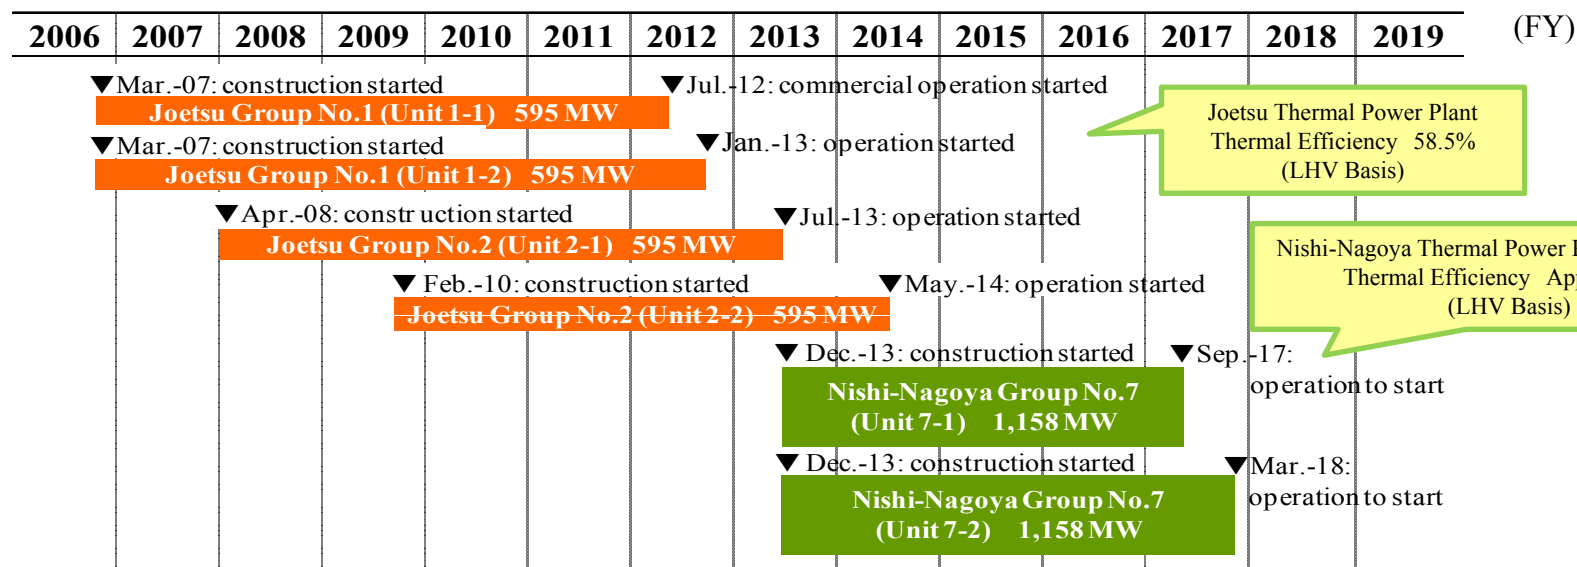 2006 2007 2008 2009 2010 2011 2012 2013 2014 2015 2016 2017 2018 2019 (FY)
▼Mar.-07: construction started ▼Jul.-12: commercial operation started
Joetsu Group No.1 (Unit 1-1) 595 MW
▼Mar.-07: construction started ▼Jan.-13: operation started
Joetsu Group No.1 (Unit 1-2) 595 MW
Joetsu Thermal Power Plant
Thermal Efficiency 58.5%
(LHV Basis)
▼Apr.-08: construction started ▼Jul.-13: operation started
Joetsu Group No.2 (Unit 2-1) 595 MW
Nishi-Nagoya Thermal Power
Thermal Efficiency
(LHV Basis)
▼ Feb.-10: construction started ▼May.-14: operation started
Joetsu Group No.2 (Unit 2-2) 595 MW
▼ Dec.-13: construction started ▼Sep.-17:
operation to start
Nishi-Nagoya Group No.7
(Unit 7-1) 1,158 MW
▼ Dec.-13: construction started ▼ Mar.-18:
operation to start
Nishi-Nagoya Group No.7
(Unit 7-2) 1,158 MW